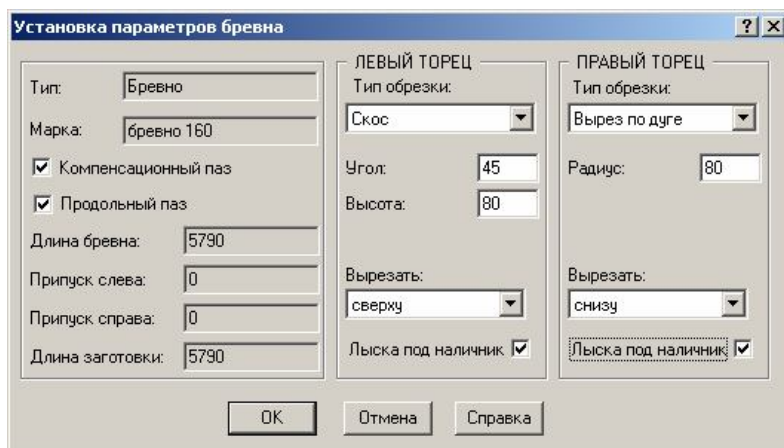 Установка параметров бревна
Тип: Бревно
Марка: бревно 160
Компенсационный паз
Продольный паз
Длина бревна: 5790
Припуск слева: 0
Припуск справа: 0
Длина заготовки: 5790
ЛЕВЫЙ ТОРЕЦ
Тип обрезки:
Скос
Угол: 45
Высота: 80
Вырезать:
сверху
Лыска под наличник
ПРАВЫЙ ТОРЕЦ
Тип обрезки:
Вырез по дуге
Радиус: 80
Вырезать:
снизу
Лыска под наличник
OK Отмена Справка